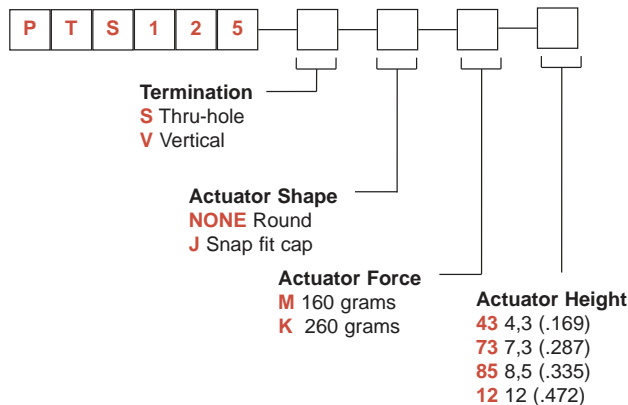 P T S 1 2 5
Termination
S Thru-hole
V Vertical
Actuator Shape
NONE Round
J Snap fit cap
Actuator Force
M 160 grams
K 260 grams
Actuator Height
43 4,3 (.169)
73 7,3 (.287)
85 8,5 (.335)
12 12 (.472)